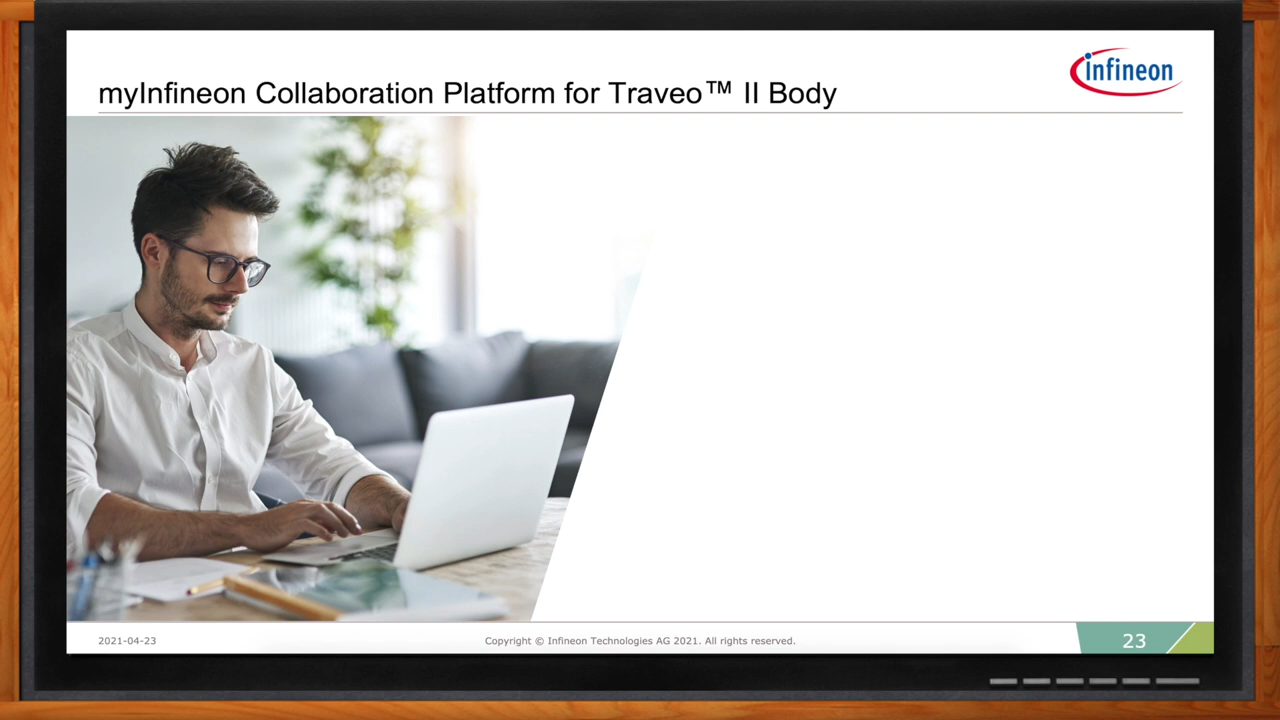 myInfineon Collaboration Platform for Traveo™ II Body
infineon
2021-04-23
Copyright © Infineon Technologies AG 2021. All rights reserved.
23